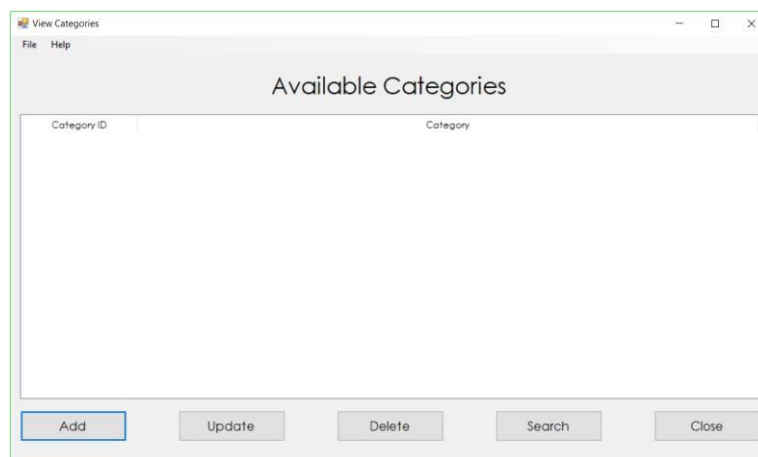 View Categories
File Help
Available Categories
Category ID Category
Add Update Delete Search Close